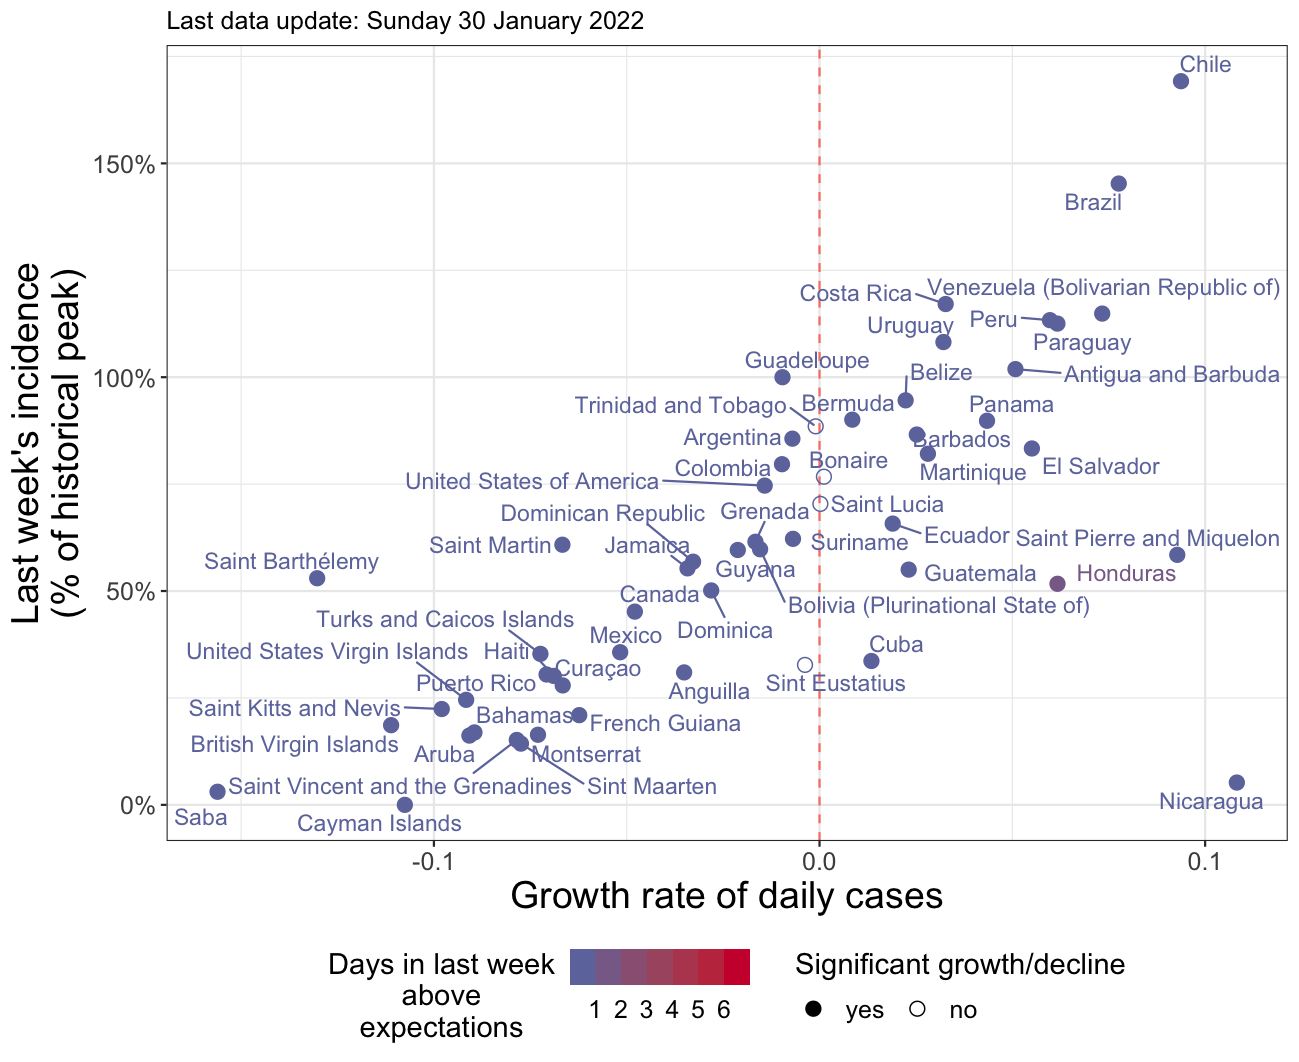 Last data update: Sunday 30 January 2022
Last week's incidence
(% of historical peak)
150%
100%
50%
0%
Chile
Brazil
Costa Rica
Venezuela (Bolivarian Republic of)
Uruguay
Peru
Paraguay
Guadeloupe
Belize
Antigua and Barbuda
Trinidad and Tobago
Bermuda
Panama
Argentina
Barbados
Colombia
Bonaire
Martinique
El Salvador
United States of America
Dominican Republic
Grenada
Saint Lucia
Saint Martin
Jamaica
Suriname
Ecuador
Saint Pierre and Miquelon
Saint Barthélemy
Guyana
Guatemala
Honduras
Canada
Bolivia (Plurinational State of)
Turks and Caicos Islands
Mexico
Dominica
Cuba
United States Virgin Islands
Haiti
Curaçao
Puerto Rico
Anguilla
Sint Eustatius
Saint Kitts and Nevis
Bahamas
French Guiana
British Virgin Islands
Aruba
Montserrat
Saint Vincent and the Grenadines
Sint Maarten
Nicaragua
Saba
Cayman Islands
-0.1
0.0
0.1
Growth rate of daily cases
Days in last week
above
expectations
1 2 3 4 5 6
Significant growth/decline
yes
no